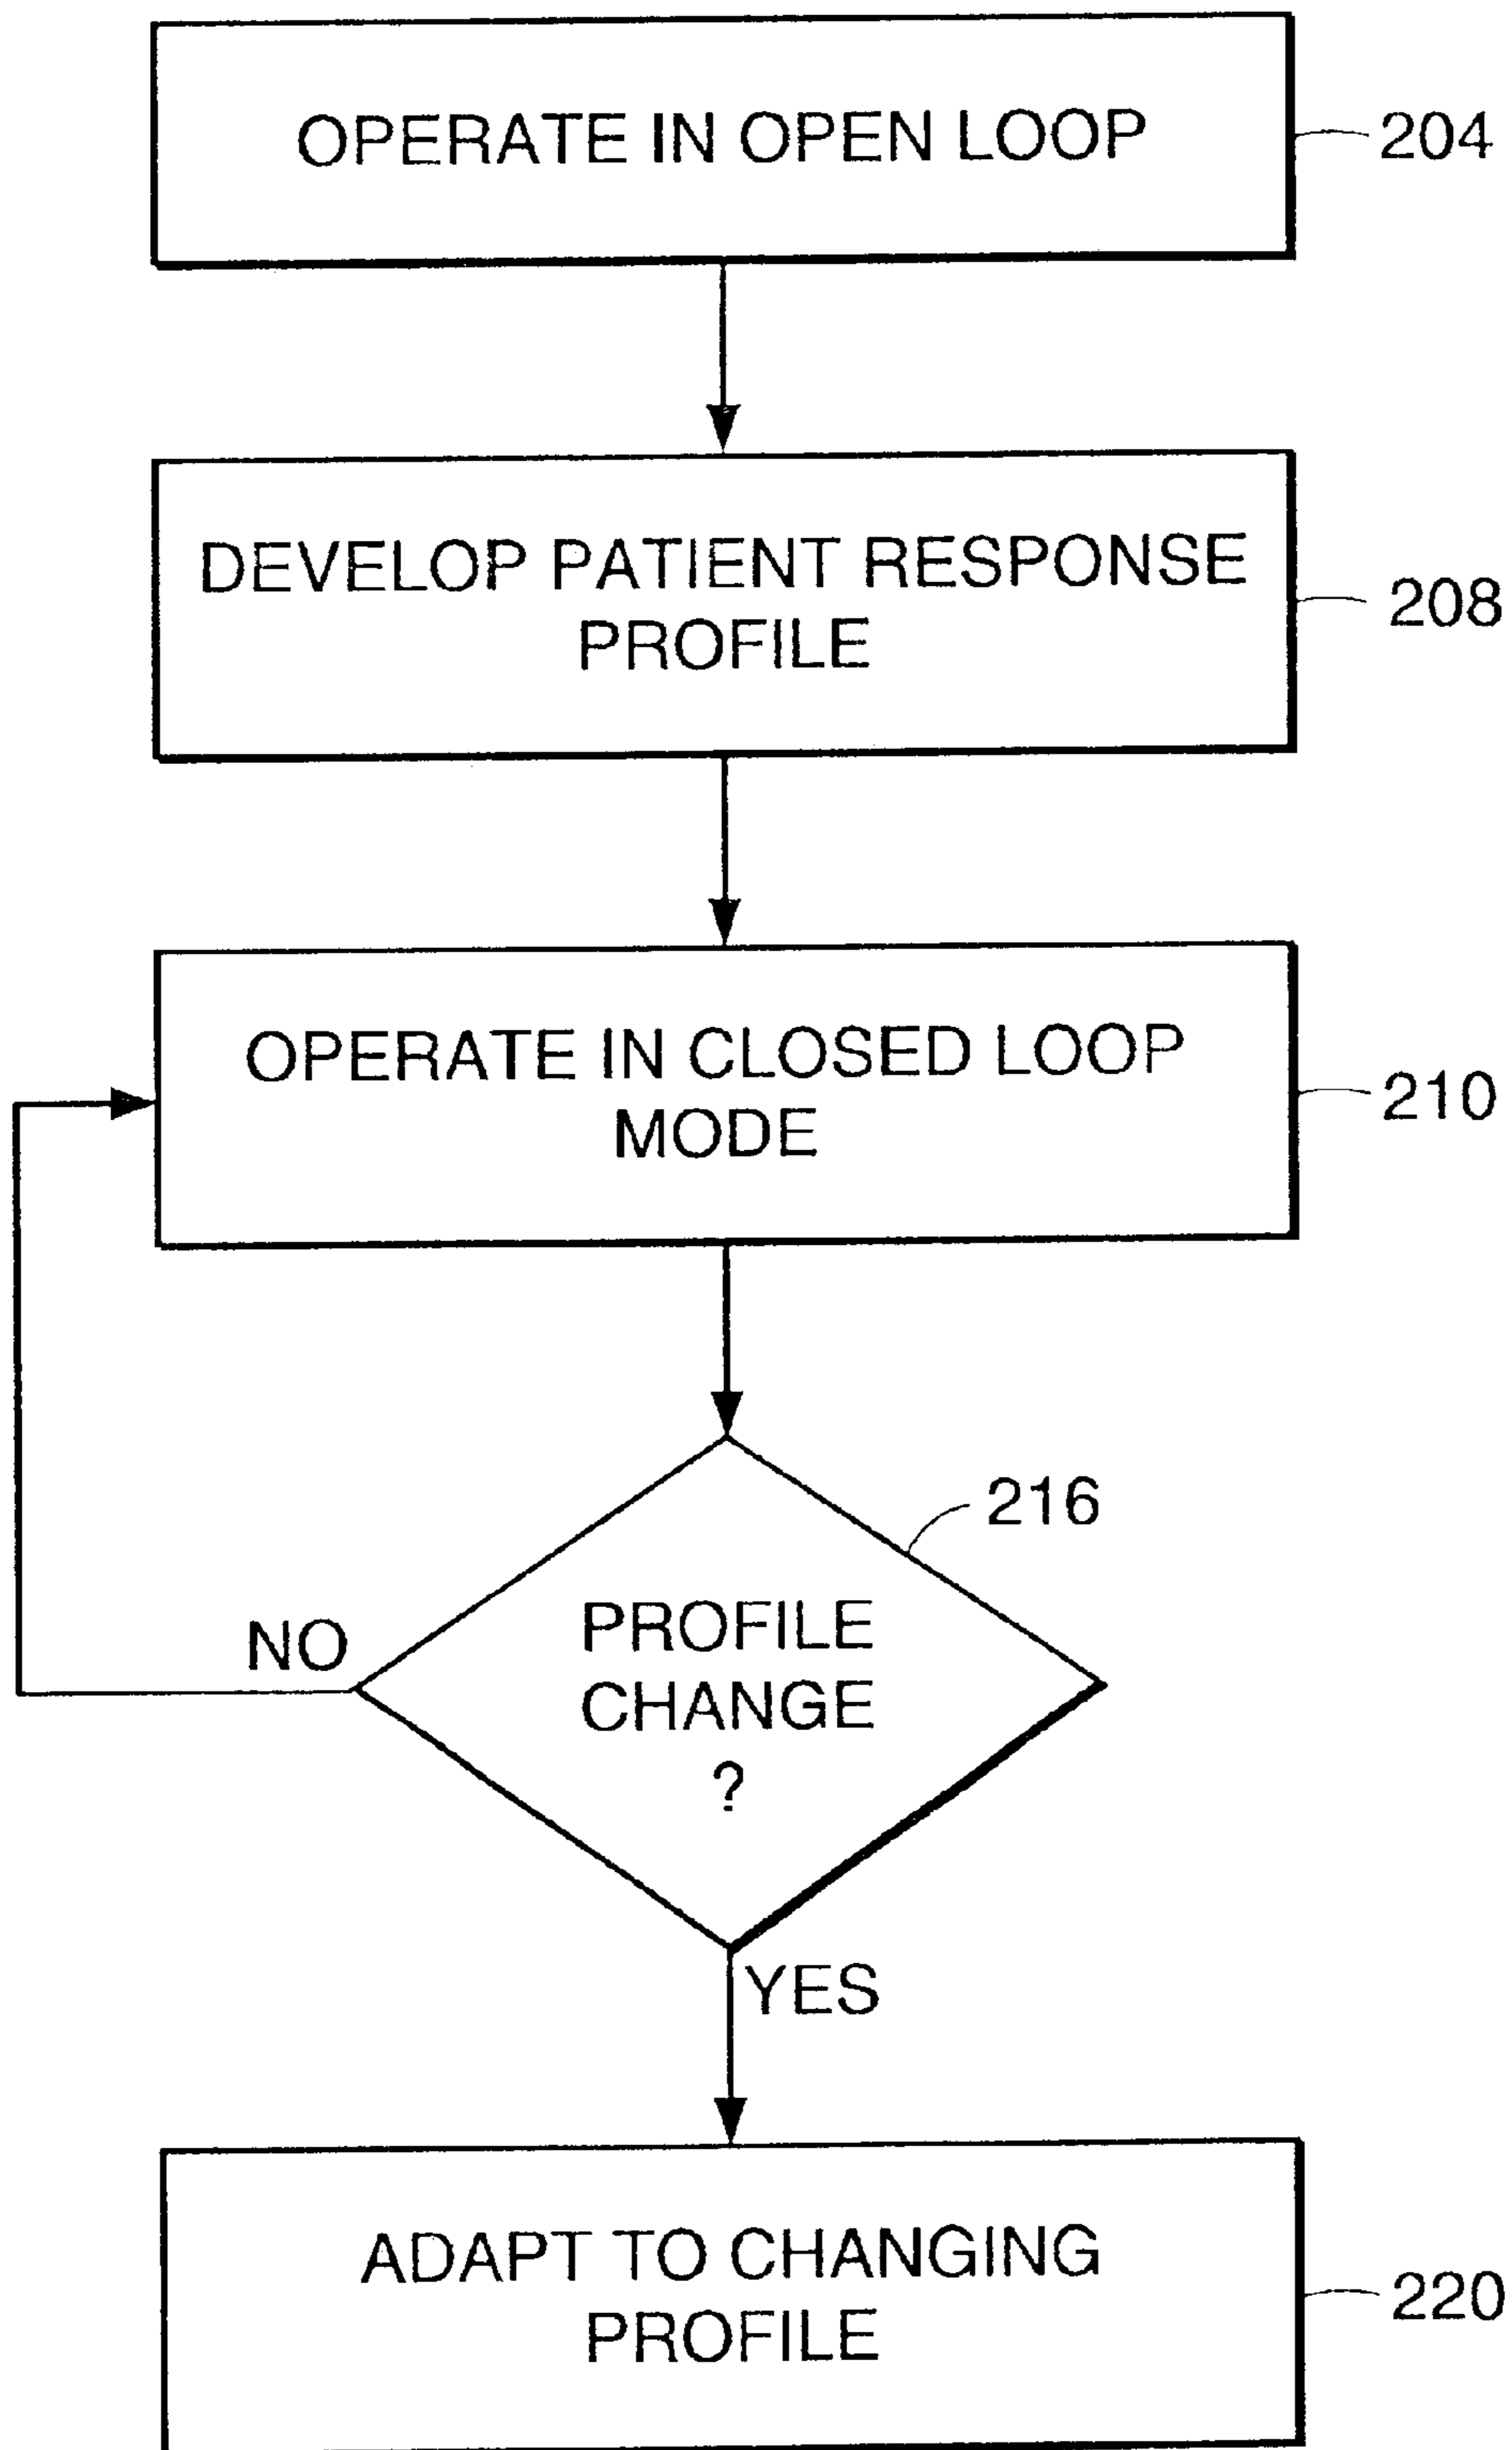 OPERATE IN OPEN LOOP
204
DEVELOP PATIENT RESPONSE
PROFILE
208
OPERATE IN CLOSED LOOP
MODE
210
216
PROFILE
CHANGE
?
NO
YES
ADAPT TO CHANGING
PROFILE
220